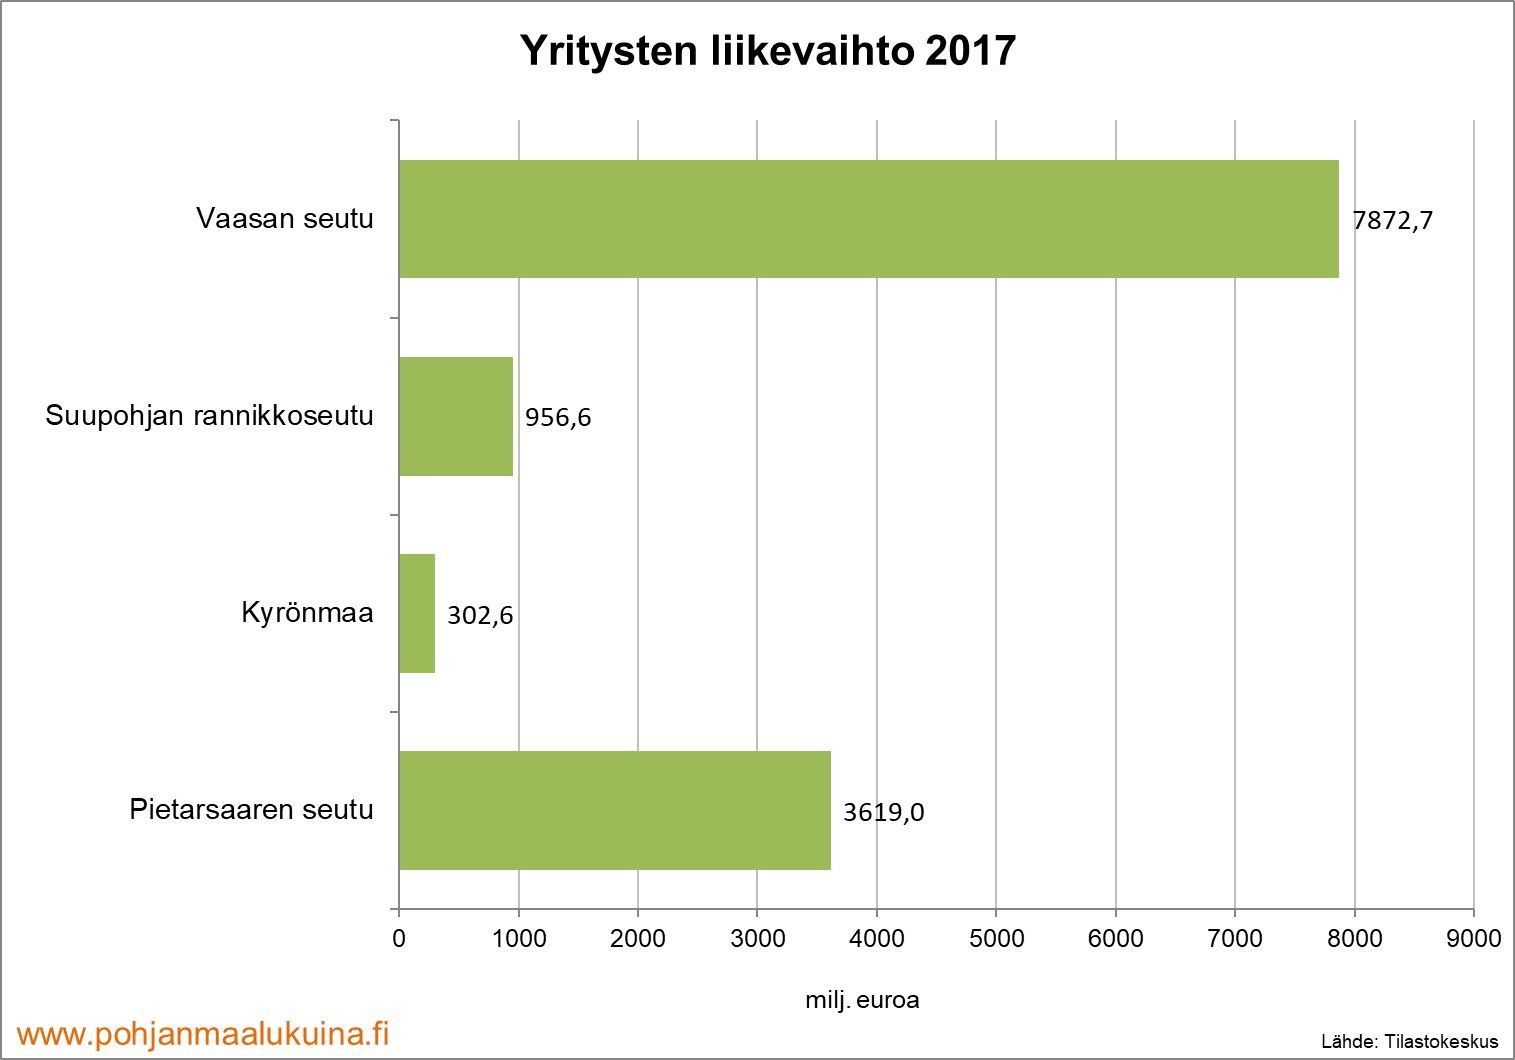 Yritysten liikevaihto 2017
Vaasan seutu
7872,7
Suupohjan rannikkoseutu
956,6
Kyrönmaa
302,6
Pietarsaaren seutu
3619,0
0 1000 2000 3000 4000 5000 6000 7000 8000 9000
milj. euroa
www.pohjanmaalukuina.fi
Lähde: Tilastokeskus